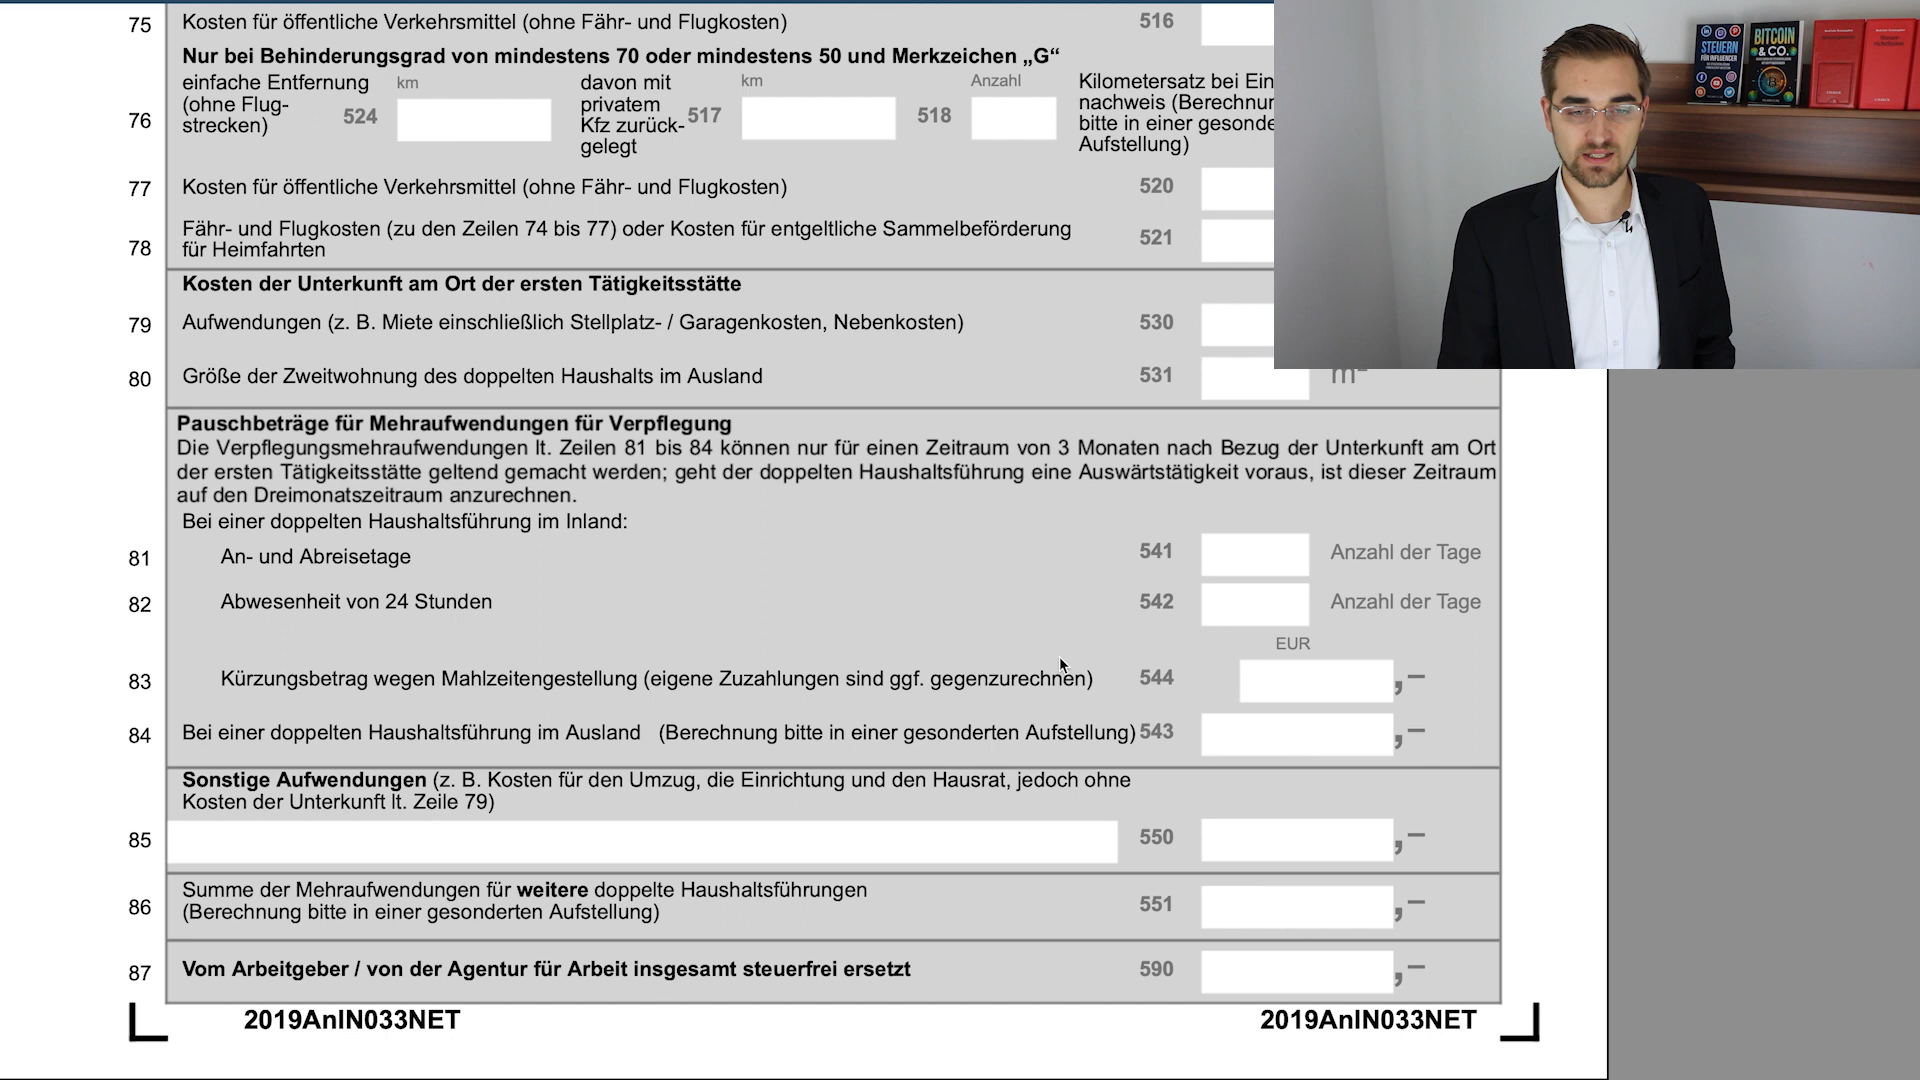 75 Kosten für öffentliche Verkehrsmittel (ohne Fähr- und Flugkosten) 516
Nur bei Behinderungsgrad von mindestens 70 oder mindestens 50 und Merkzeichen „G“
einfache Entfernung
(ohne Flug-
strecken)
km
524
davon mit
privatem
Kfz zurück-
gelegt
km
517
Anzahl
518
Kilometersatz bei Ein
nachweis (Berechnur
bitte in einer gesonde
Aufstellung)
76
77 Kosten für öffentliche Verkehrsmittel (ohne Fähr- und Flugkosten) 520
Fähr- und Flugkosten (zu den Zeilen 74 bis 77) oder Kosten für entgeltliche Sammelbeförderung
78 für Heimfahrten 521
Kosten der Unterkunft am Ort der ersten Tätigkeitsstätte
79 Aufwendungen (z. B. Miete einschließlich Stellplatz- / Garagenkosten, Nebenkosten) 530
80 Größe der Zweitwohnung des doppelten Haushalts im Ausland 531 m²
Pauschbeträge für Mehraufwendungen für Verpflegung
Die Verpflegungsmehraufwendungen lt. Zeilen 81 bis 84 können nur für einen Zeitraum von 3 Monaten nach Bezug der Unterkunft am Ort
der ersten Tätigkeitsstätte geltend gemacht werden; geht der doppelten Haushaltsführung eine Auswärtstätigkeit voraus, ist dieser Zeitraum
auf den Dreimonatszeitraum anzurechnen.
Bei einer doppelten Haushaltsführung im Inland:
81 An- und Abreisetage 541 Anzahl der Tage
82 Abwesenheit von 24 Stunden 542 Anzahl der Tage
EUR
83 Kürzungsbetrag wegen Mahlzeitengestellung (eigene Zuzahlungen sind ggf. gegenzurechnen) 544 ,–
84 Bei einer doppelten Haushaltsführung im Ausland (Berechnung bitte in einer gesonderten Aufstellung) 543 ,–
Sonstige Aufwendungen (z. B. Kosten für den Umzug, die Einrichtung und den Hausrat, jedoch ohne
Kosten der Unterkunft lt. Zeile 79)
85 550 ,–
Summe der Mehraufwendungen für weitere doppelte Haushaltsführungen
86 (Berechnung bitte in einer gesonderten Aufstellung) 551 ,–
87 Vom Arbeitgeber / von der Agentur für Arbeit insgesamt steuerfrei ersetzt 590 ,–
2019AnlN033NET 2019AnlN033NET
STEUERN
FÜR INFLUENCER
BITCOIN
& CO.